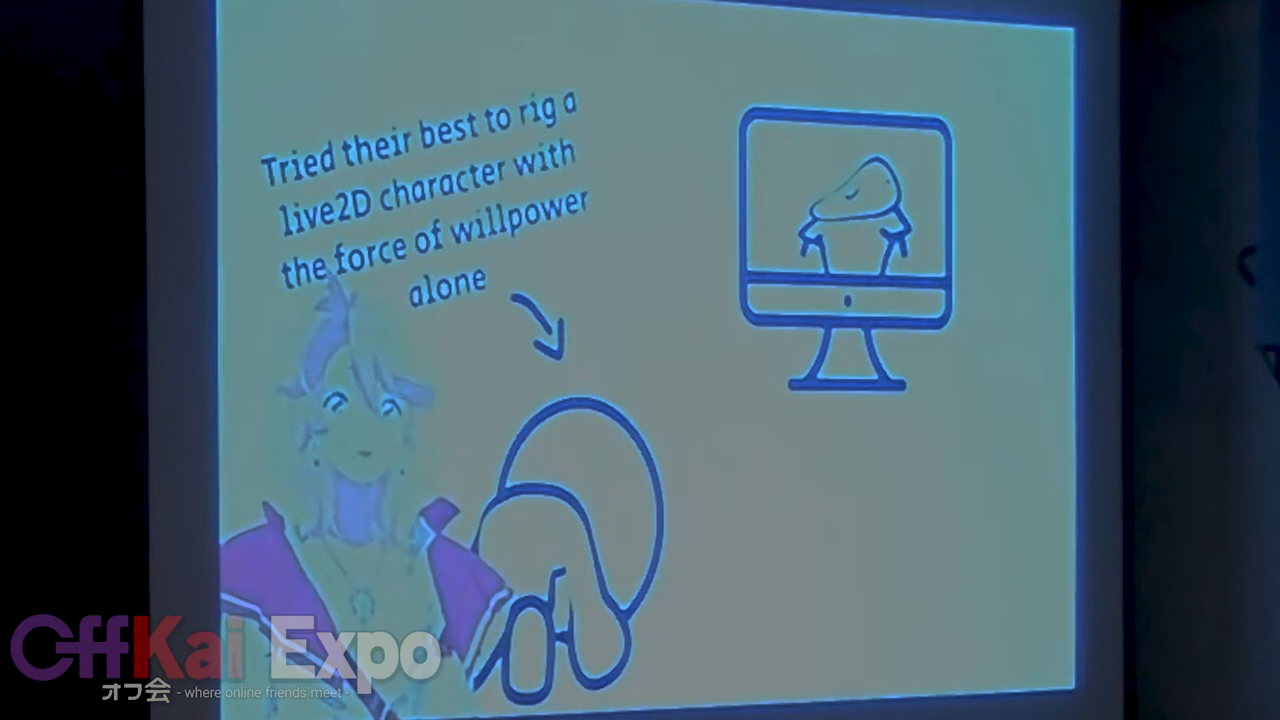 Tried their best to rig a
live2D character with
the force of willpower
alone
OffKai Expo
オフ会 - where online friends meet -